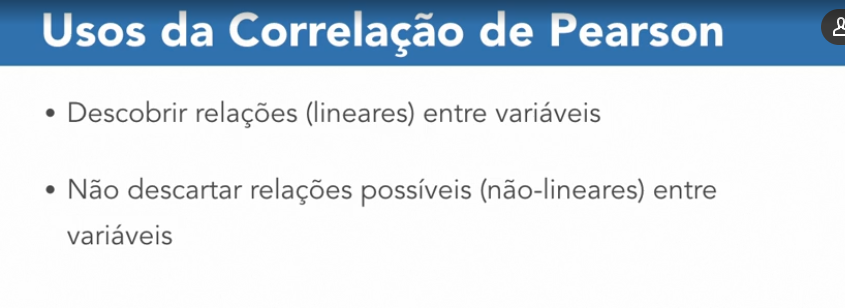 Usos da Correlação de Pearson
• Descobrir relações (lineares) entre variáveis
• Não descartar relações possíveis (não-lineares) entre
variáveis